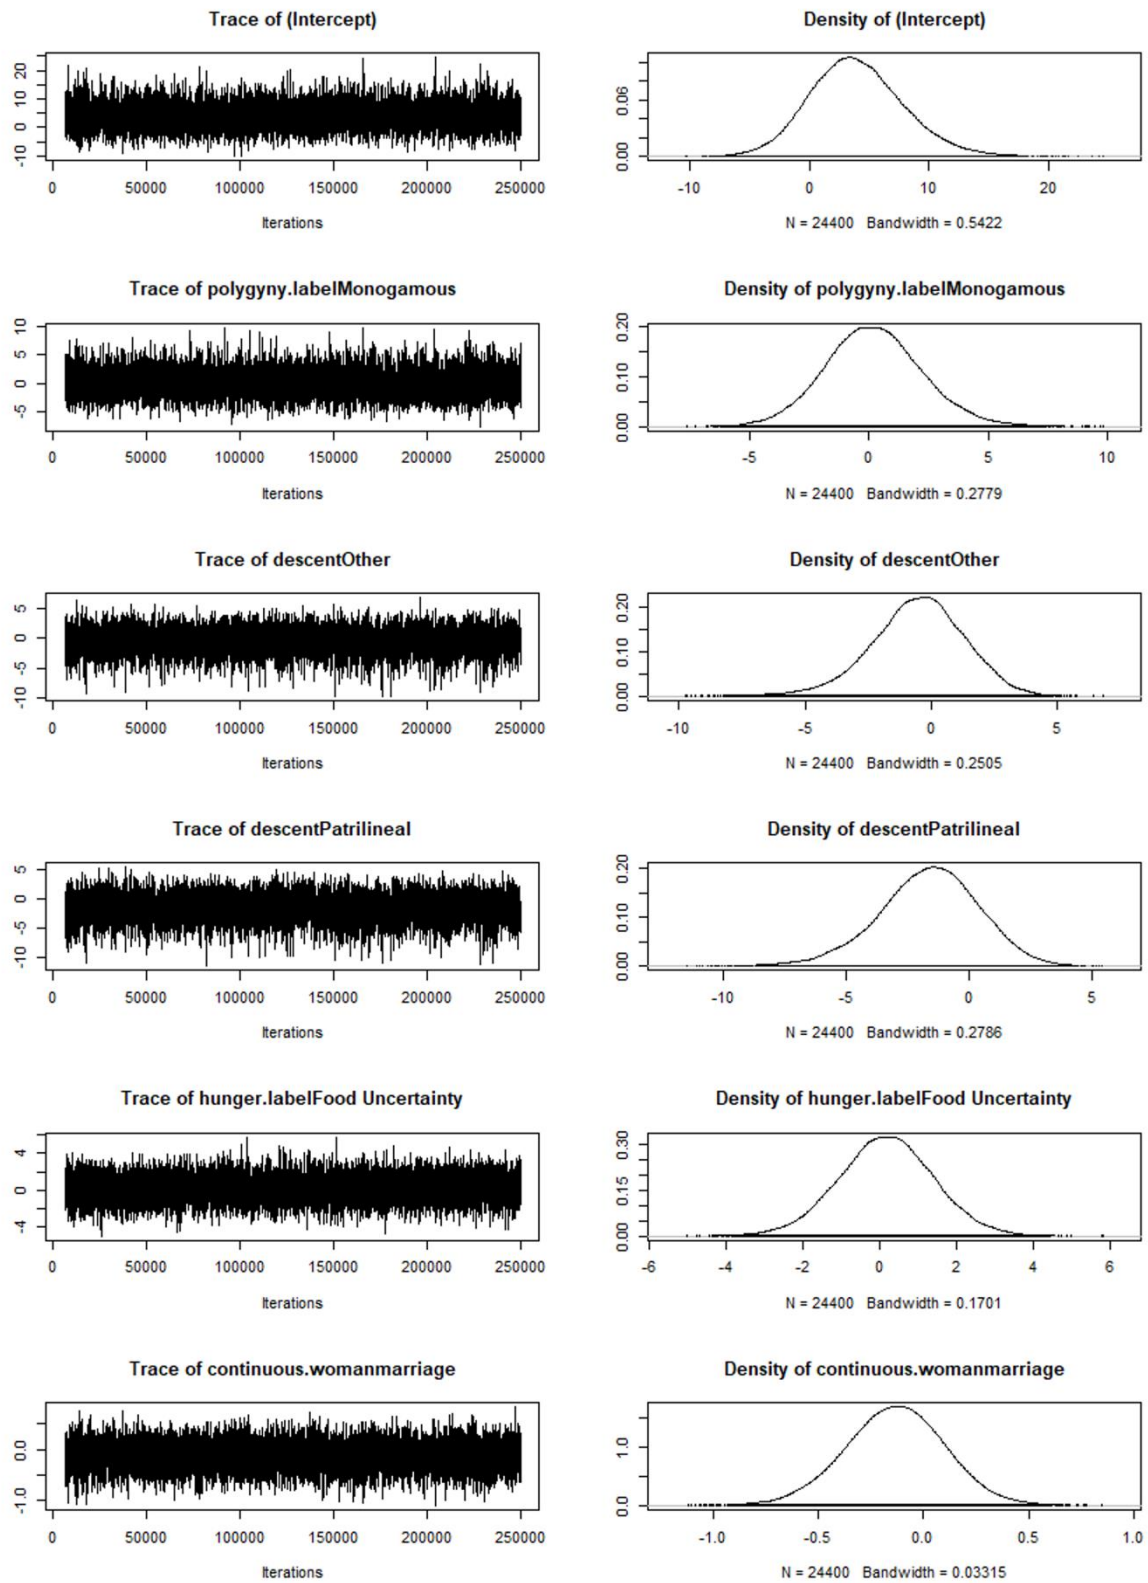 Trace of (Intercept)
Density of (Intercept)
-10 0 10 20
0.00 0.06
0 50000 100000 150000 200000 250000
-10 0 10 20
Iterations
N = 24400 Bandwidth = 0.5422
Trace of polygyny.labelMonogamous
Density of polygyny.labelMonogamous
-5 0 5 10
0.00 0.10 0.20
0 50000 100000 150000 200000 250000
-5 0 5 10
Iterations
N = 24400 Bandwidth = 0.2779
Trace of descentOther
Density of descentOther
-10 -5 0 5
0.00 0.10 0.20
0 50000 100000 150000 200000 250000
-10 -5 0 5
Iterations
N = 24400 Bandwidth = 0.2505
Trace of descentPatrilineal
Density of descentPatrilineal
-10 -5 0 5
0.00 0.10 0.20
0 50000 100000 150000 200000 250000
-10 -5 0 5
Iterations
N = 24400 Bandwidth = 0.2786
Trace of hunger.labelFood Uncertainty
Density of hunger.labelFood Uncertainty
-4 0 4
0.00 0.15 0.30
0 50000 100000 150000 200000 250000
-6 -4 -2 0 2 4 6
Iterations
N = 24400 Bandwidth = 0.1701
Trace of continuous.womanmarriage
Density of continuous.womanmarriage
-1.0 0.0
0.0 1.0
0 50000 100000 150000 200000 250000
-1.0 -0.5 0.0 0.5 1.0
Iterations
N = 24400 Bandwidth = 0.03315